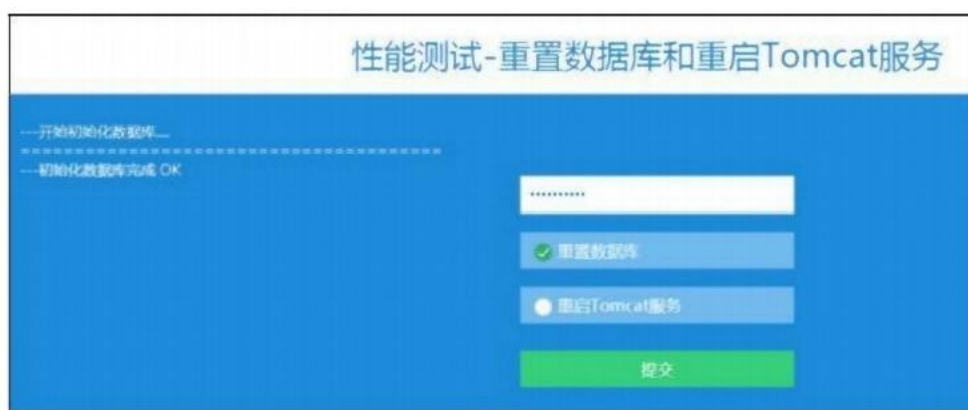 性能测试-重置数据库和重启Tomcat服务
---开始初始化数据库...
========================================
---初始化数据库完成 OK
••••••••••
重置数据库
重启Tomcat服务
提交